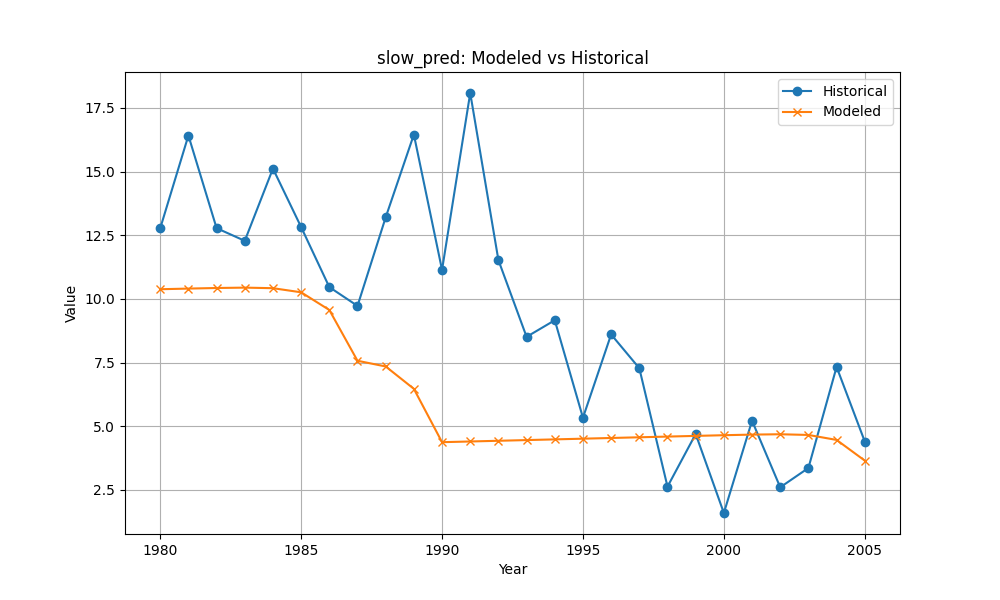 slow_pred: Modeled vs Historical
Historical
Modeled
17.5
15.0
12.5
10.0
7.5
5.0
2.5
Value
1980
1985
1990
1995
2000
2005
Year